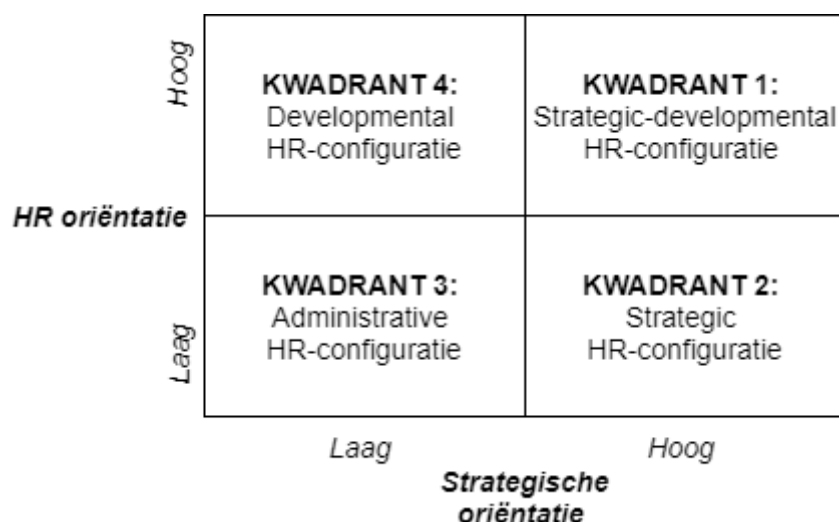 Hoog
KWADRANT 4:
Developmental
HR-configuratie
KWADRANT 1:
Strategic-developmental
HR-configuratie
HR oriëntatie
Laag
KWADRANT 3:
Administrative
HR-configuratie
KWADRANT 2:
Strategic
HR-configuratie
Laag
Hoog
Strategische
oriëntatie